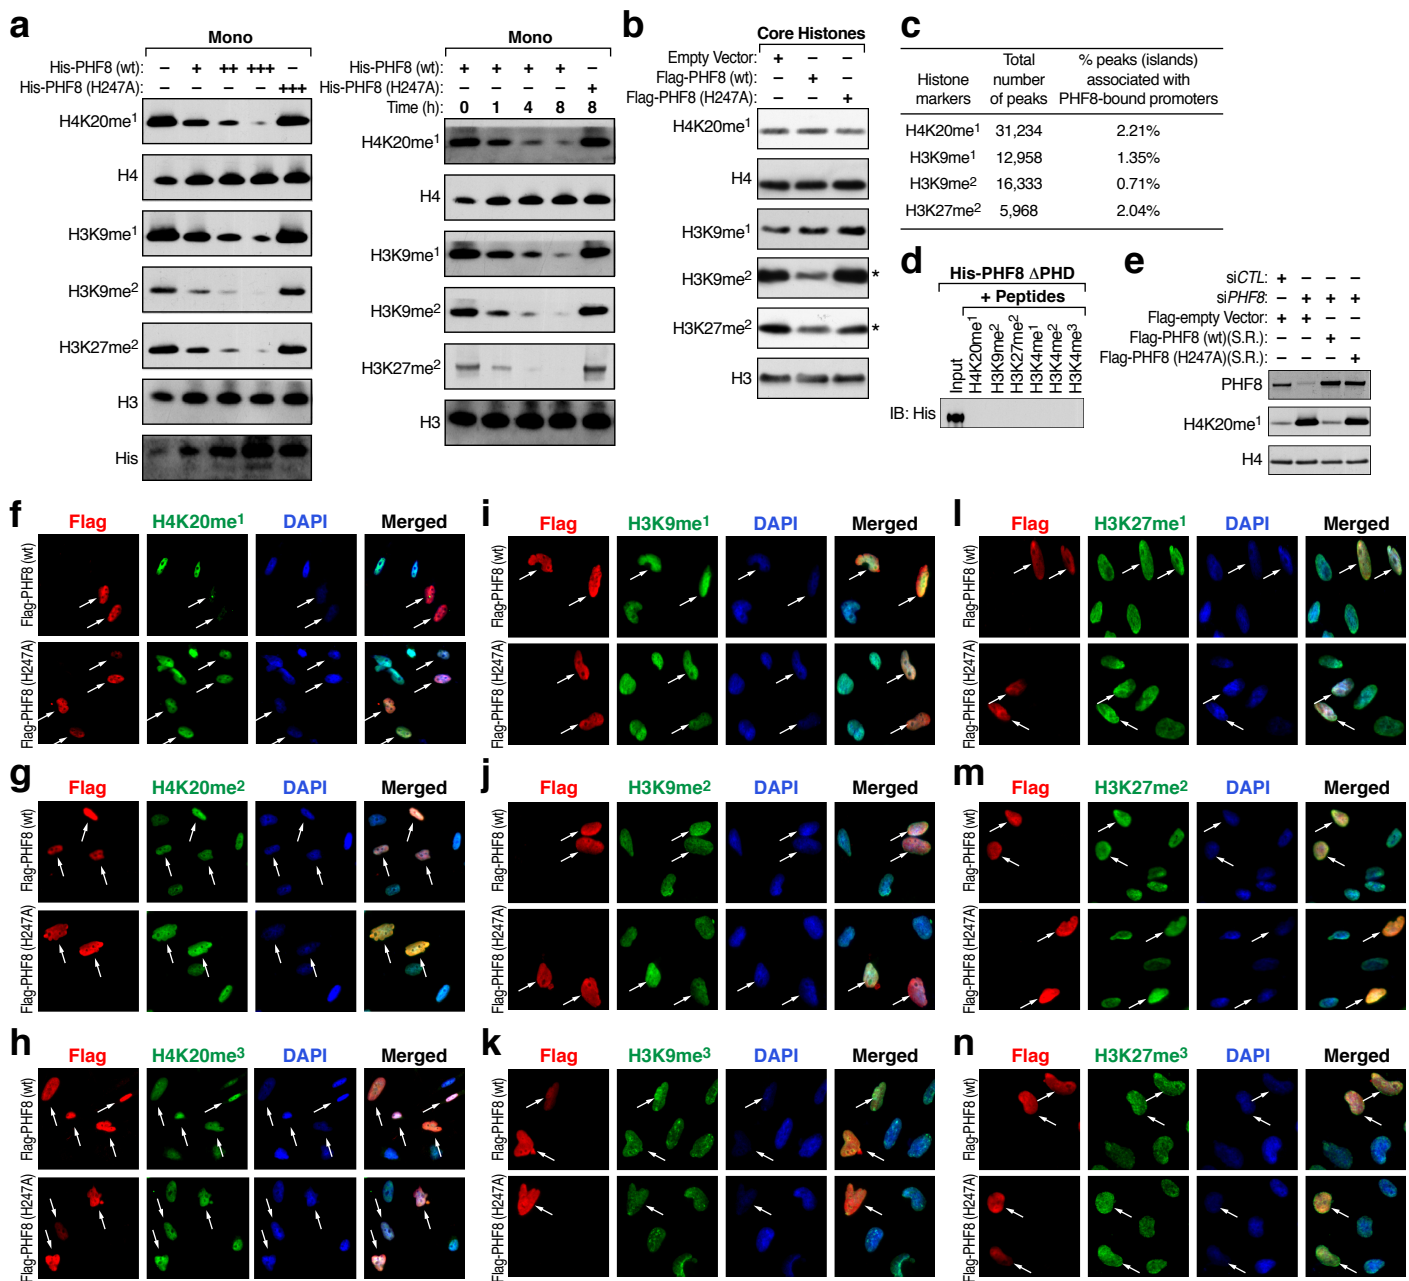 a
Mono
His-PHF8 (wt): – + ++ +++ –
His-PHF8 (H247A): – – – – +++
H4K20me1
H4
H3K9me1
H3K9me2
H3K27me2
H3
His
Mono
His-PHF8 (wt): + + + + –
His-PHF8 (H247A): – – – – +
Time (h): 0 1 4 8 8
H4K20me1
H4
H3K9me1
H3K9me2
H3K27me2
H3
b
Core Histones
Empty Vector: + – –
Flag-PHF8 (wt): – + –
Flag-PHF8 (H247A): – – +
H4K20me1
H4
H3K9me1
H3K9me2 *
H3K27me2 *
H3
c
Histone markers
Total number of peaks
% peaks (islands) associated with PHF8-bound promoters
H4K20me1 31,234 2.21%
H3K9me1 12,958 1.35%
H3K9me2 16,333 0.71%
H3K27me2 5,968 2.04%
d
His-PHF8 ΔPHD
+ Peptides
Input
H4K20me1
H3K9me2
H3K27me2
H3K4me1
H3K4me2
H3K4me3
IB: His
e
siCTL: + – – –
siPHF8: – + + +
Flag-empty Vector: + + – –
Flag-PHF8 (wt)(S.R.): – – + –
Flag-PHF8 (H247A)(S.R.): – – – +
PHF8
H4K20me1
H4
f
Flag H4K20me1 DAPI Merged
Flag-PHF8 (wt)
Flag-PHF8 (H247A)
g
Flag H4K20me2 DAPI Merged
Flag-PHF8 (wt)
Flag-PHF8 (H247A)
h
Flag H4K20me3 DAPI Merged
Flag-PHF8 (wt)
Flag-PHF8 (H247A)
i
Flag H3K9me1 DAPI Merged
Flag-PHF8 (wt)
Flag-PHF8 (H247A)
j
Flag H3K9me2 DAPI Merged
Flag-PHF8 (wt)
Flag-PHF8 (H247A)
k
Flag H3K9me3 DAPI Merged
Flag-PHF8 (wt)
Flag-PHF8 (H247A)
l
Flag H3K27me1 DAPI Merged
Flag-PHF8 (wt)
Flag-PHF8 (H247A)
m
Flag H3K27me2 DAPI Merged
Flag-PHF8 (wt)
Flag-PHF8 (H247A)
n
Flag H3K27me3 DAPI Merged
Flag-PHF8 (wt)
Flag-PHF8 (H247A)